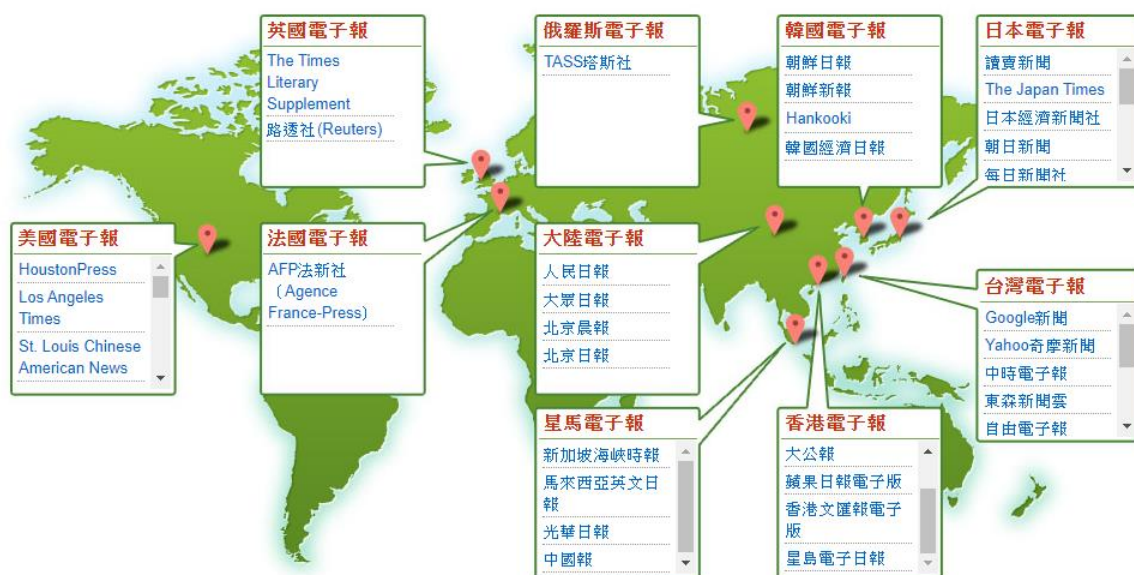 英國電子報
The Times
Literary
Supplement
路透社(Reuters)
俄羅斯電子報
TASS塔斯社
韓國電子報
朝鮮日報
朝鮮新報
Hankooki
韓國經濟日報
日本電子報
讀賣新聞
The Japan Times
日本經濟新聞社
朝日新聞
每日新聞社
美國電子報
HoustonPress
Los Angeles
Times
St. Louis Chinese
American News
法國電子報
AFP法新社
〔Agence
France-Press〕
大陸電子報
人民日報
大眾日報
北京晨報
北京日報
台灣電子報
Google新聞
Yahoo奇摩新聞
中時電子報
東森新聞雲
自由電子報
星馬電子報
新加坡海峽時報
馬來西亞英文日
報
光華日報
中國報
香港電子報
大公報
蘋果日報電子版
香港文匯報電子
版
星島電子日報